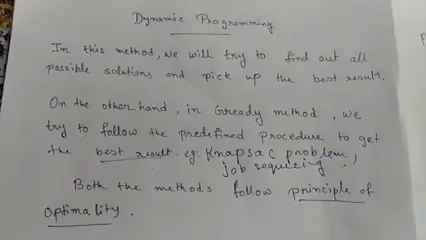 Dynamic Programming
In this method, we will try to find out all
possible solutions and pick up the best result.
On the other hand, in Gready method, we
try to follow the predefined procedure to get
the best result. eg: Knapsac problem,
job sequicing.
Both the methods follow principle of
optimality.